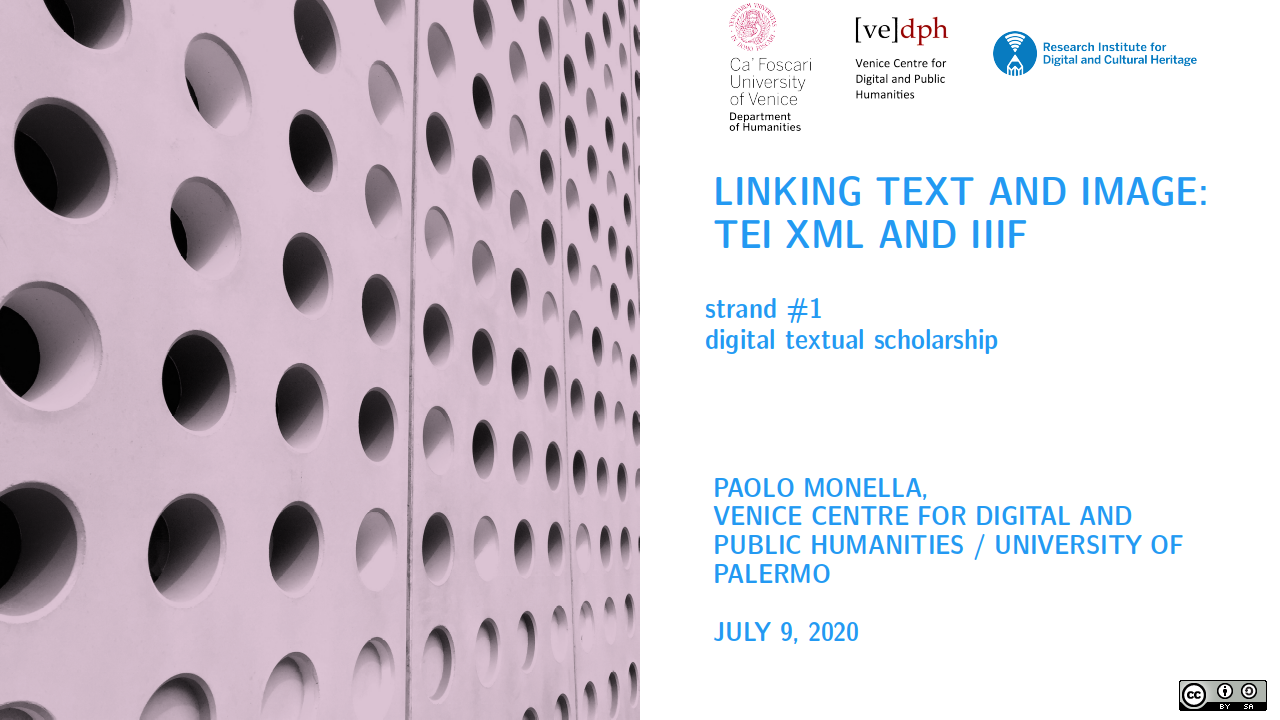 Ca' Foscari
University
of Venice
Department
of Humanities
[ve]dph
Venice Centre for
Digital and Public
Humanities
Research Institute for
Digital and Cultural Heritage
LINKING TEXT AND IMAGE:
TEI XML AND IIIF
strand #1
digital textual scholarship
PAOLO MONELLA,
VENICE CENTRE FOR DIGITAL AND
PUBLIC HUMANITIES / UNIVERSITY OF
PALERMO
JULY 9, 2020
CC BY SA